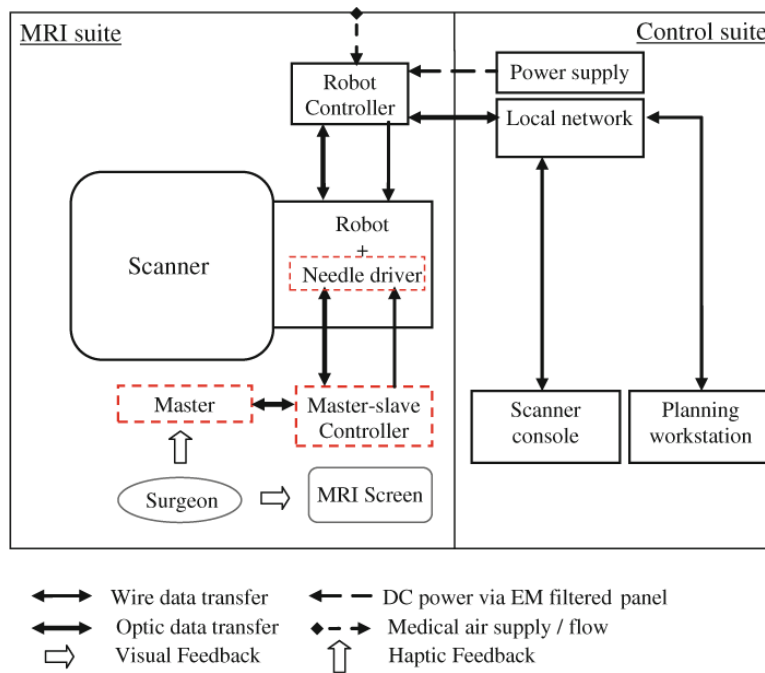 MRI suite
Control suite
Robot
Controller
Power supply
Local network
Scanner
Robot
+
Needle driver
Master
Master-slave
Controller
Scanner
console
Planning
workstation
Surgeon
MRI Screen
Wire data transfer
DC power via EM filtered panel
Optic data transfer
Medical air supply / flow
Visual Feedback
Haptic Feedback